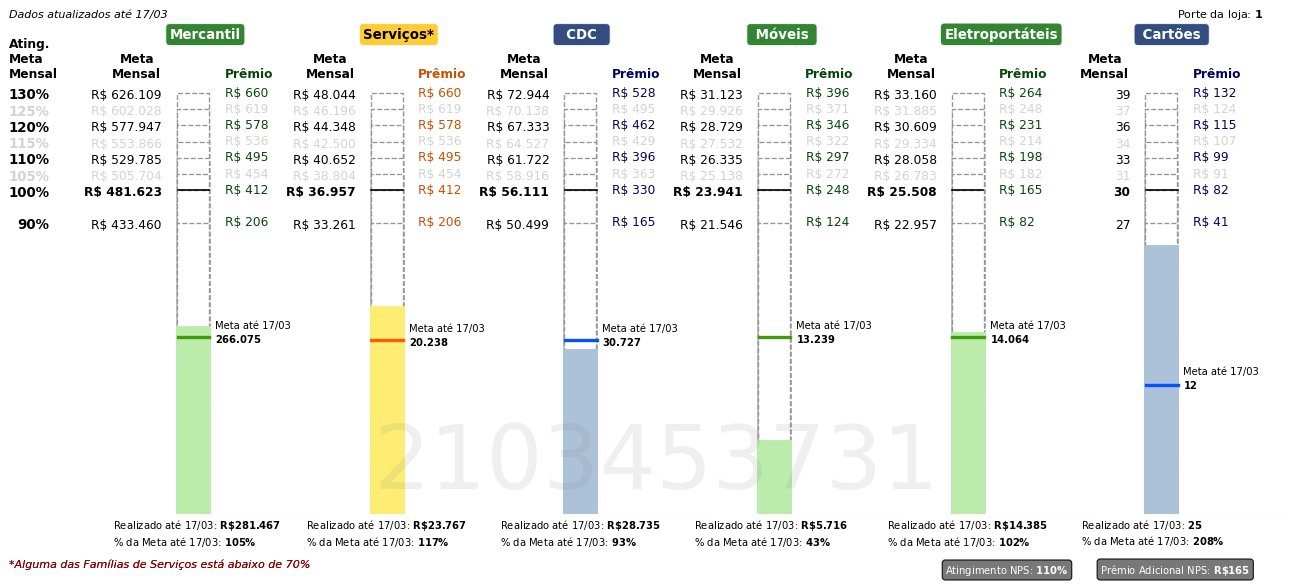 Dados atualizados até 17/03
Porte da loja: 1
Mercantil Serviços* CDC Móveis Eletroportáteis Cartões
Ating. Meta Mensal
Meta Mensal Prêmio Meta Mensal Prêmio Meta Mensal Prêmio Meta Mensal Prêmio Meta Mensal Prêmio Meta Mensal Prêmio
130% R$ 626.109 R$ 660 R$ 48.044 R$ 660 R$ 72.944 R$ 528 R$ 31.123 R$ 396 R$ 33.160 R$ 264 39 R$ 132
125% R$ 602.028 R$ 619 R$ 46.196 R$ 619 R$ 70.138 R$ 495 R$ 29.926 R$ 371 R$ 31.885 R$ 248 37 R$ 124
120% R$ 577.947 R$ 578 R$ 44.348 R$ 578 R$ 67.333 R$ 462 R$ 28.729 R$ 346 R$ 30.609 R$ 231 36 R$ 115
115% R$ 553.866 R$ 536 R$ 42.500 R$ 536 R$ 64.527 R$ 429 R$ 27.532 R$ 322 R$ 29.334 R$ 214 34 R$ 107
110% R$ 529.785 R$ 495 R$ 40.652 R$ 495 R$ 61.722 R$ 396 R$ 26.335 R$ 297 R$ 28.058 R$ 198 33 R$ 99
105% R$ 505.704 R$ 454 R$ 38.804 R$ 454 R$ 58.916 R$ 363 R$ 25.138 R$ 272 R$ 26.783 R$ 182 31 R$ 91
100% R$ 481.623 R$ 412 R$ 36.957 R$ 412 R$ 56.111 R$ 330 R$ 23.941 R$ 248 R$ 25.508 R$ 165 30 R$ 82
90% R$ 433.460 R$ 206 R$ 33.261 R$ 206 R$ 50.499 R$ 165 R$ 21.546 R$ 124 R$ 22.957 R$ 82 27 R$ 41
Meta até 17/03 Meta até 17/03 Meta até 17/03 Meta até 17/03 Meta até 17/03
266.075 20.238 30.727 13.239 14.064
Meta até 17/03
12
2103453731
Realizado até 17/03: R$281.467 Realizado até 17/03: R$23.767 Realizado até 17/03: R$28.735 Realizado até 17/03: R$5.716 Realizado até 17/03: R$14.385 Realizado até 17/03: 25
% da Meta até 17/03: 105% % da Meta até 17/03: 117% % da Meta até 17/03: 93% % da Meta até 17/03: 43% % da Meta até 17/03: 102% % da Meta até 17/03: 208%
*Alguma das Famílias de Serviços está abaixo de 70%
Atingimento NPS: 110% Prêmio Adicional NPS: R$165